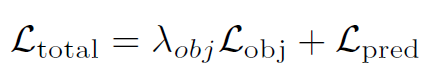 ℒ_total = λ_obj ℒ_obj + ℒ_pred